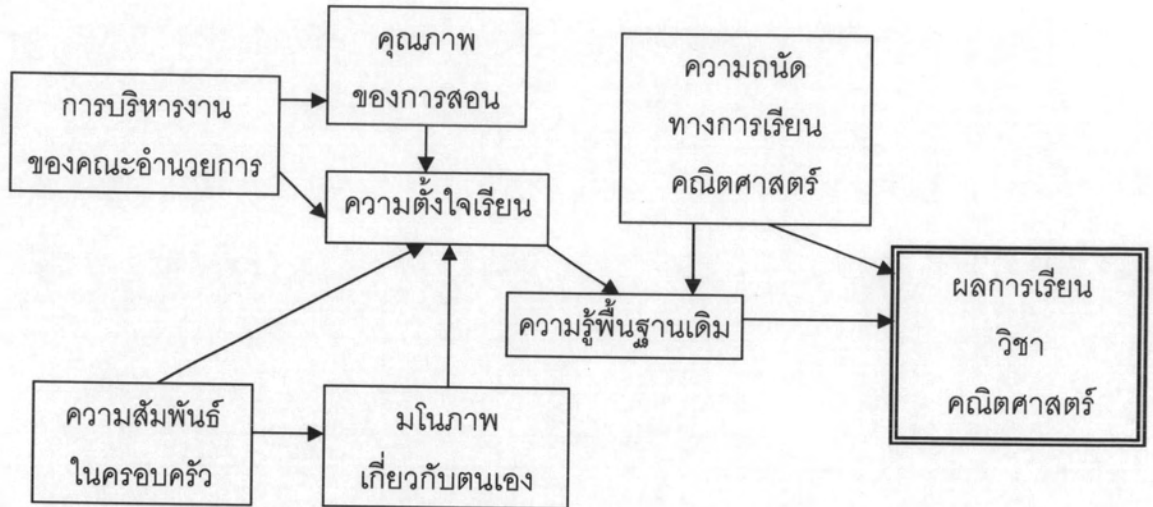 คุณภาพ
ของการสอน
การบริหารงาน
ของคณะอำนวยการ
ความถนัด
ทางการเรียน
คณิตศาสตร์
ความตั้งใจเรียน
ความรู้พื้นฐานเดิม
ผลการเรียน
วิชา
คณิตศาสตร์
ความสัมพันธ์
ในครอบครัว
มโนภาพ
เกี่ยวกับตนเอง